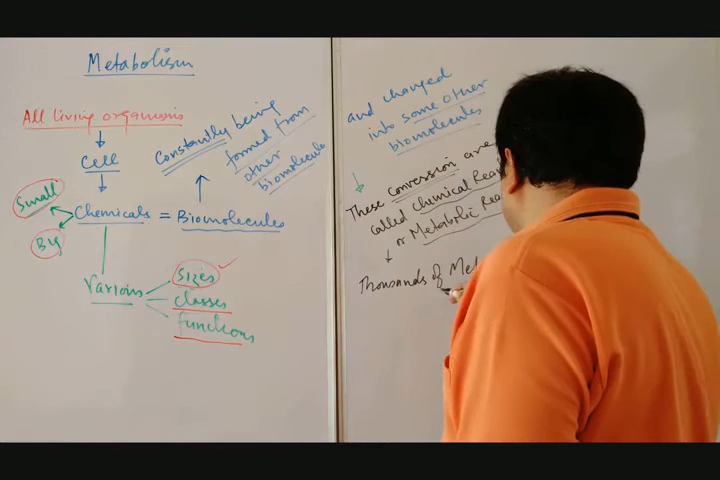 Metabolism
All living organisms
Cell
Small
Big
Chemicals = Biomolecules
Constantly being
formed from
other
biomolecule
Various
Sizes
classes
functions
and changed
into some other
biomolecules
These conversion are
called chemical
or Metabolic
Thousands of